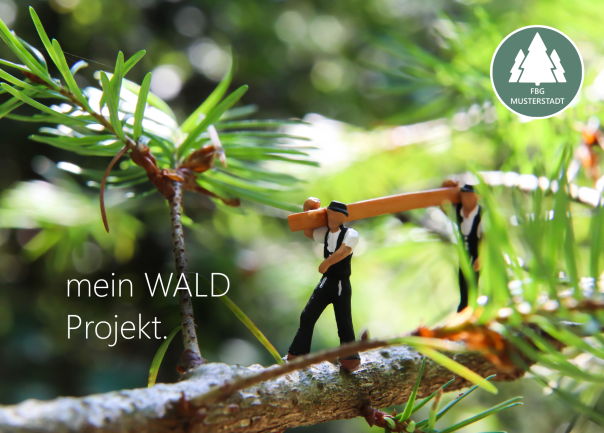 FBG
MUSTERSTADT
mein WALD
Projekt.